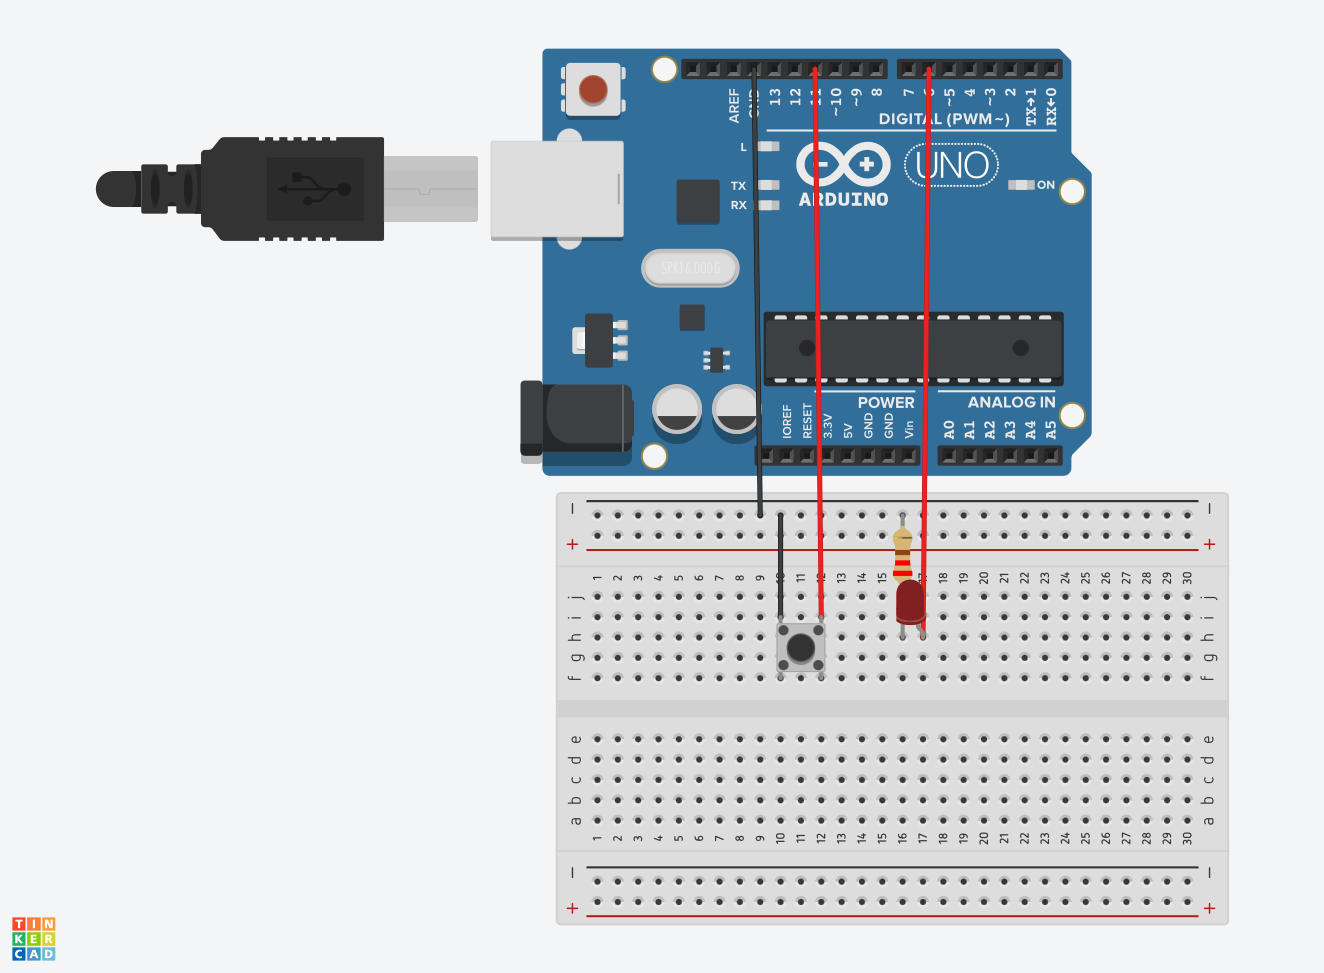 AREF
GND
13
12
11
~10
~9
8
7
6
~5
4
~3
2
TX→1
RX←0
DIGITAL (PWM~)
L
TX
RX
UNO
ARDUINO
ON
SPK16.000G
POWER
ANALOG IN
IOREF
RESET
3.3V
5V
GND
GND
Vin
A0
A1
A2
A3
A4
A5
− −
+ +
1 2 3 4 5 6 7 8 9 10 11 12 13 14 15 16 17 18 19 20 21 22 23 24 25 26 27 28 29 30
j j
i i
h h
g g
f f
e e
d d
c c
b b
a a
1 2 3 4 5 6 7 8 9 10 11 12 13 14 15 16 17 18 19 20 21 22 23 24 25 26 27 28 29 30
− −
+ +
TIN
KER
CAD